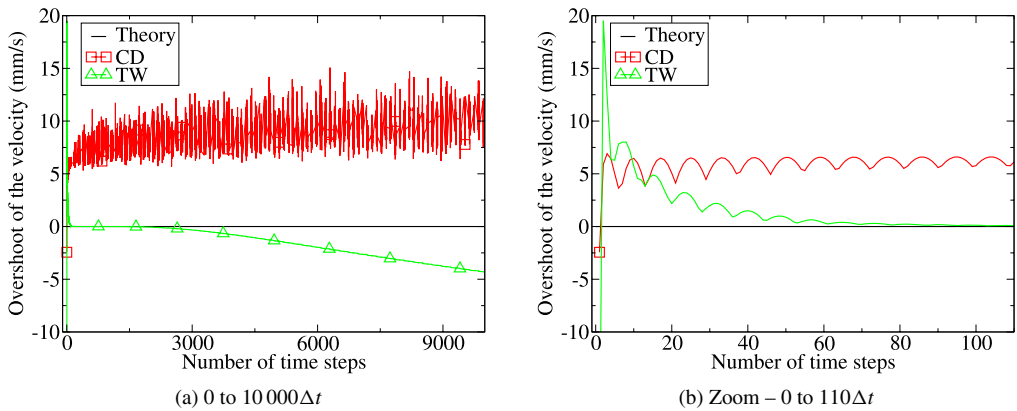 20
15
10
5
0
-5
-10
Overshoot of the velocity (mm/s)
Theory
CD
TW
0
3000
6000
9000
Number of time steps
(a) 0 to 10 000Δt
20
15
10
5
0
-5
-10
Overshoot of the velocity (mm/s)
Theory
CD
TW
0
20
40
60
80
100
Number of time steps
(b) Zoom – 0 to 110Δt